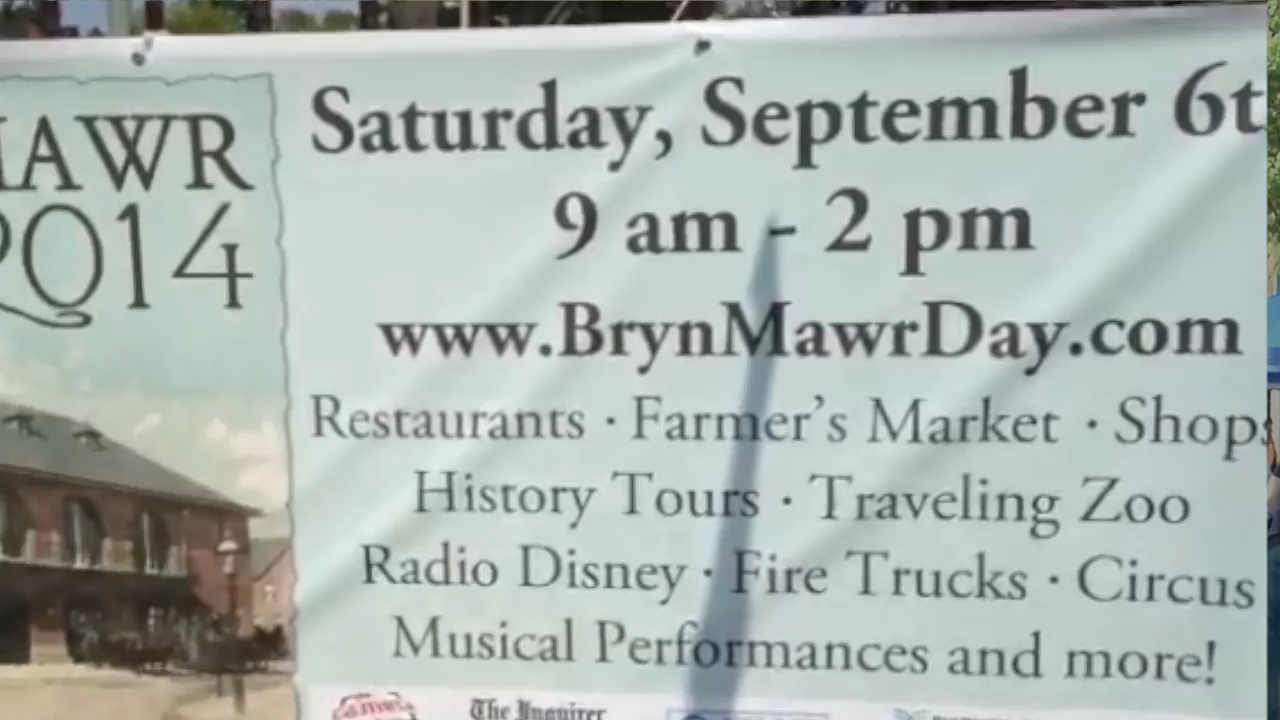 MAWR
2014
Saturday, September 6t
9 am - 2 pm
www.BrynMawrDay.com
Restaurants · Farmer's Market · Shops
History Tours · Traveling Zoo
Radio Disney · Fire Trucks · Circus
Musical Performances and more!
The Inquirer